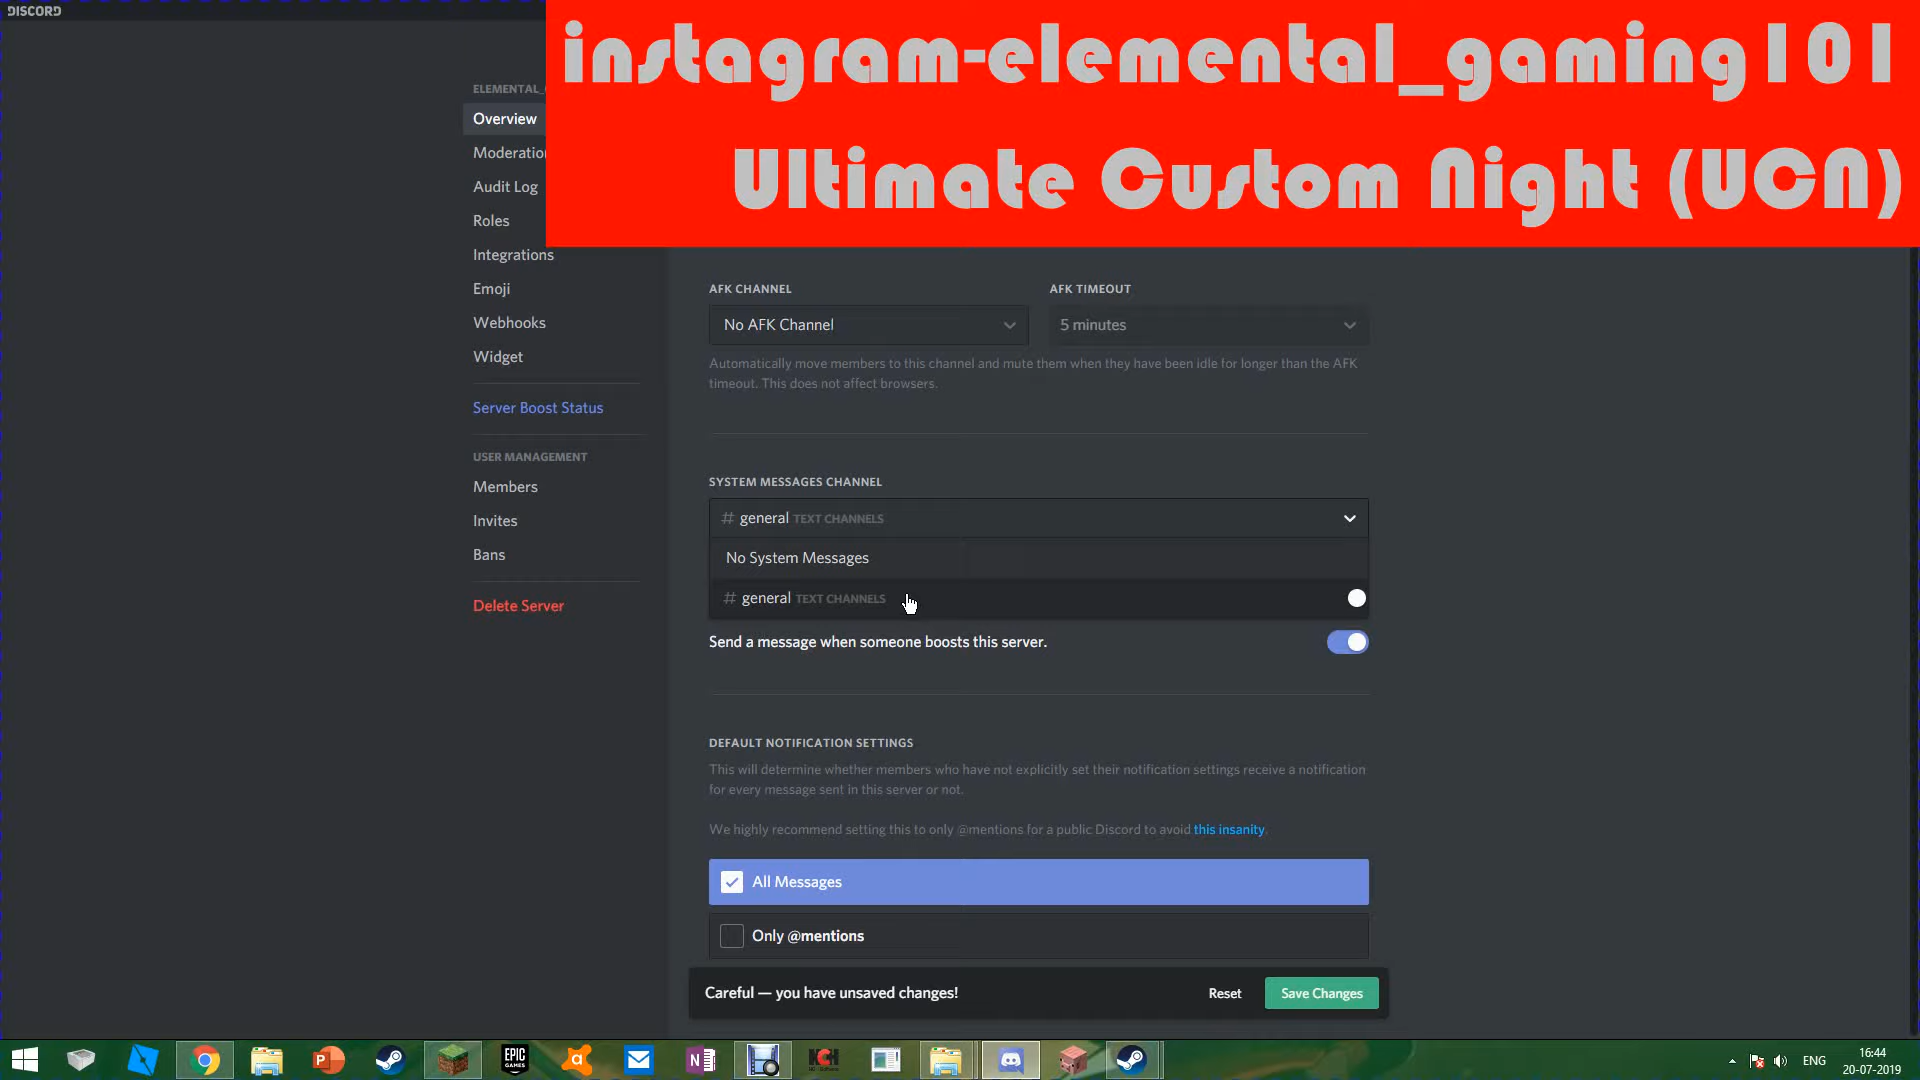 DISCORD
instagram-elemental_gaming101
Ultimate Custom Night (UCN)
ELEMENTAL_
Overview
Moderation
Audit Log
Roles
Integrations
Emoji
Webhooks
Widget
Server Boost Status
USER MANAGEMENT
Members
Invites
Bans
Delete Server
AFK CHANNEL
No AFK Channel
AFK TIMEOUT
5 minutes
Automatically move members to this channel and mute them when they have been idle for longer than the AFK
timeout. This does not affect browsers.
SYSTEM MESSAGES CHANNEL
# general TEXT CHANNELS
No System Messages
# general TEXT CHANNELS
Send a message when someone boosts this server.
DEFAULT NOTIFICATION SETTINGS
This will determine whether members who have not explicitly set their notification settings receive a notification
for every message sent in this server or not.
We highly recommend setting this to only @mentions for a public Discord to avoid this insanity.
All Messages
Only @mentions
Careful — you have unsaved changes!
Reset
Save Changes
EPIC
GAMES
ENG
16:44
20-07-2019